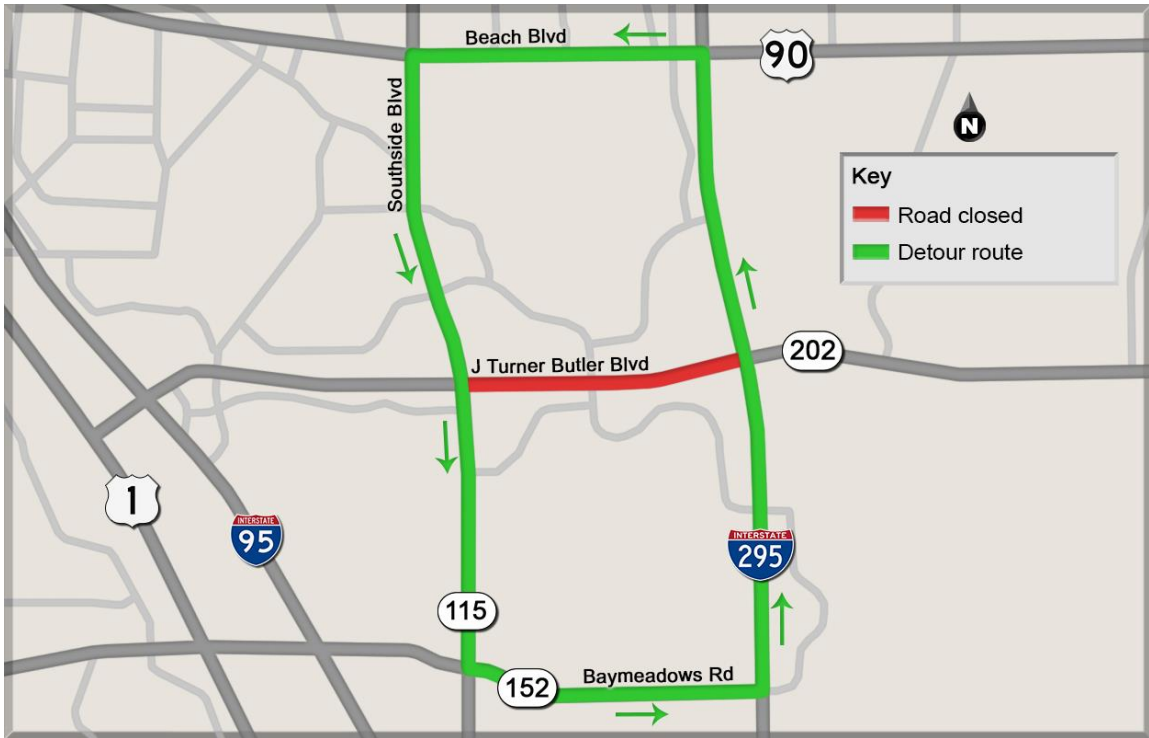 Beach Blvd
90
Southside Blvd
N
Key
Road closed
Detour route
J Turner Butler Blvd
202
1
INTERSTATE
95
INTERSTATE
295
115
152
Baymeadows Rd